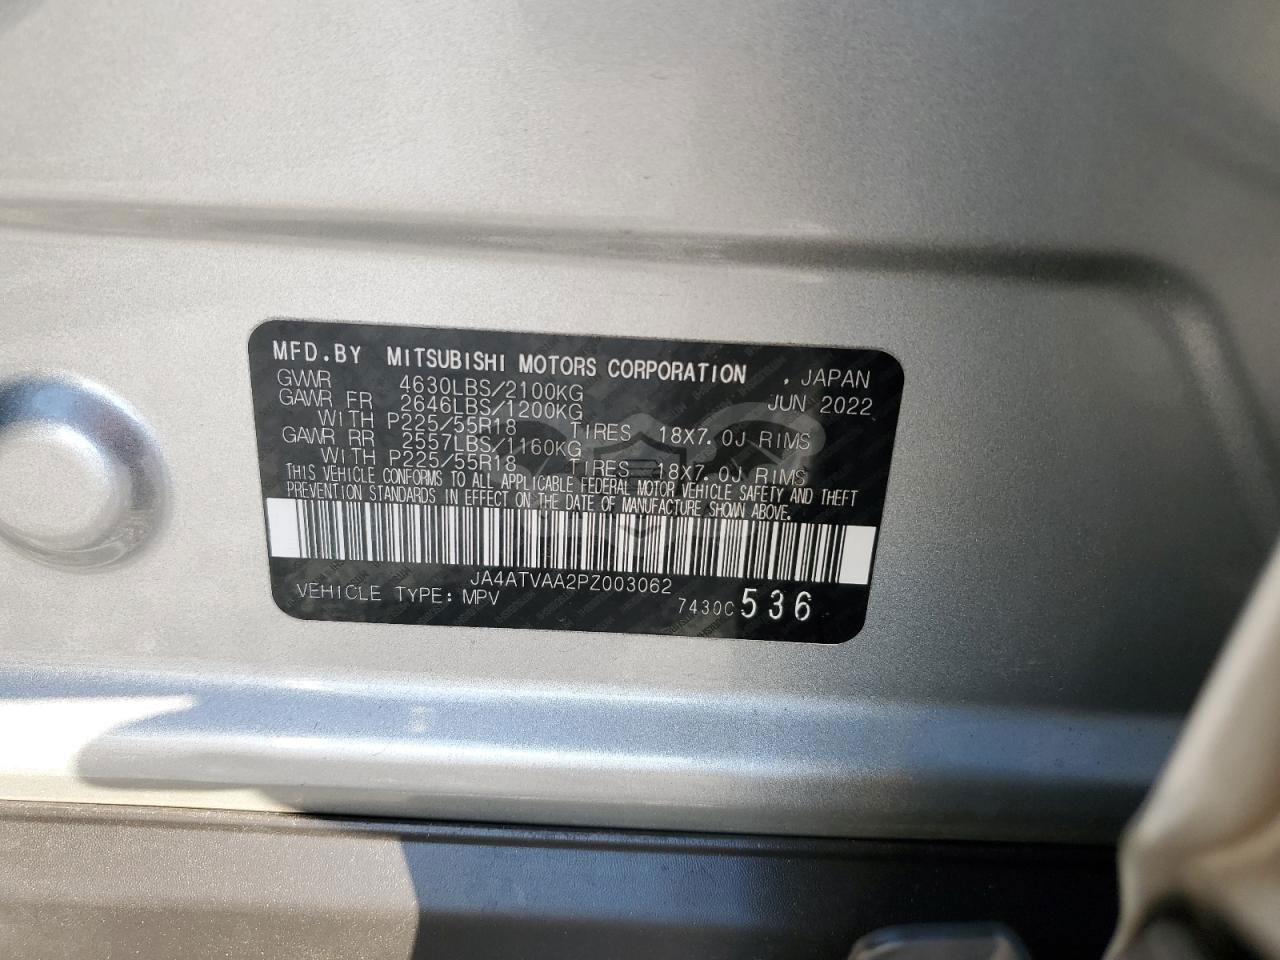 MFD.BY MITSUBISHI MOTORS CORPORATION , JAPAN
GVWR 4630LBS/2100KG JUN 2022
GAWR FR 2646LBS/1200KG
WITH P225/55R18 TIRES 18X7.0J RIMS
GAWR RR 2557LBS/1160KG
WITH P225/55R18 TIRES 18X7.0J RIMS
THIS VEHICLE CONFORMS TO ALL APPLICABLE FEDERAL MOTOR VEHICLE SAFETY AND THEFT
PREVENTION STANDARDS IN EFFECT ON THE DATE OF MANUFACTURE SHOWN ABOVE.
JA4ATVAA2PZ003062
VEHICLE TYPE: MPV
7430C 536